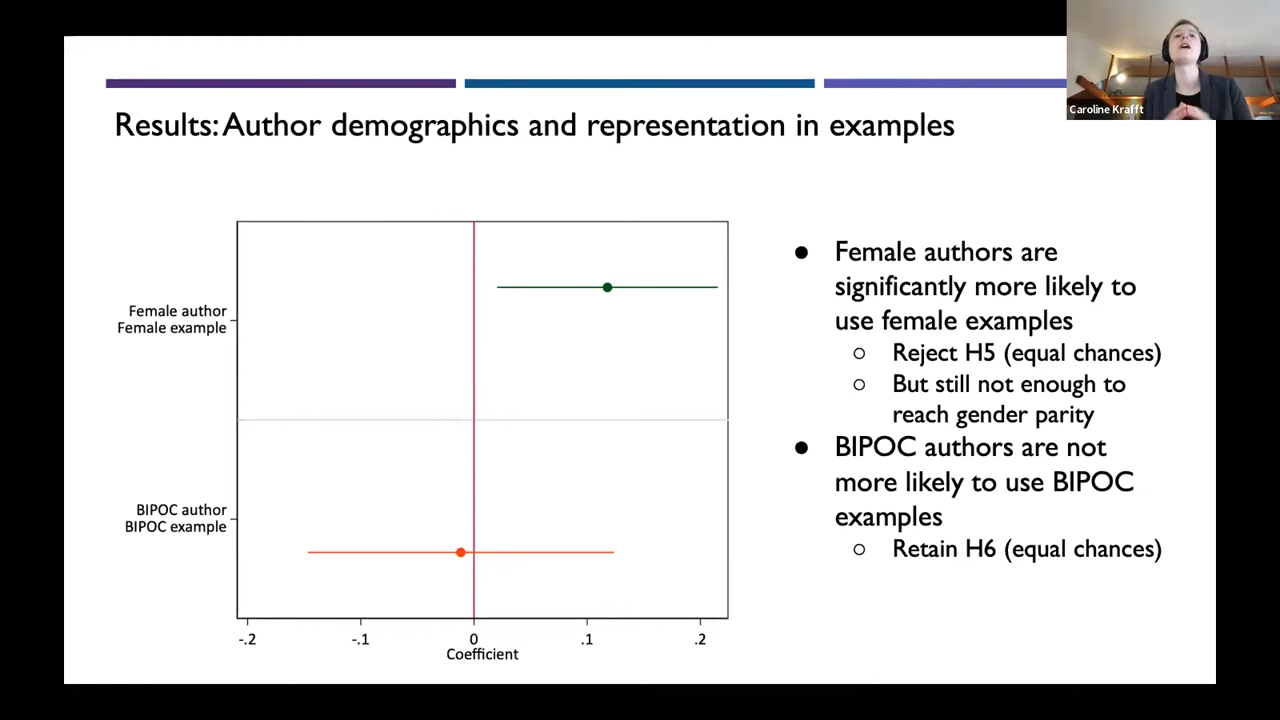 Caroline Krafft
Results: Author demographics and representation in examples
Female author
Female example
BIPOC author
BIPOC example
-.2
-.1
0
.1
.2
Coefficient
● Female authors are
significantly more likely to
use female examples
○ Reject H5 (equal chances)
○ But still not enough to
reach gender parity
● BIPOC authors are not
more likely to use BIPOC
examples
○ Retain H6 (equal chances)